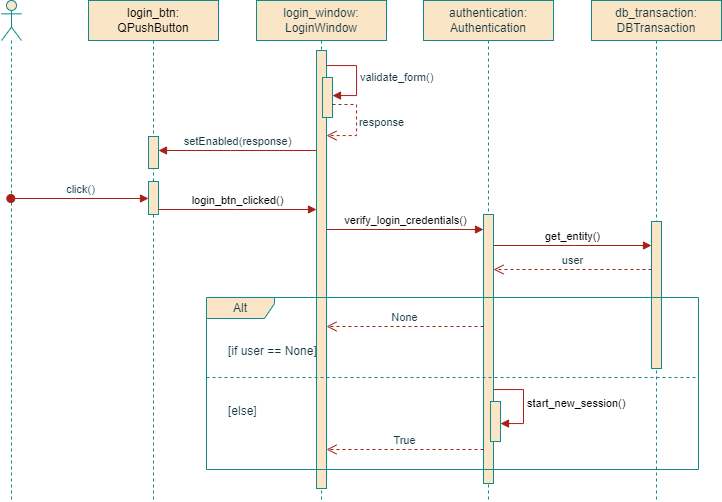 login_btn:
QPushButton
login_window:
LoginWindow
authentication:
Authentication
db_transaction:
DBTransaction
validate_form()
response
setEnabled(response)
click()
login_btn_clicked()
verify_login_credentials()
get_entity()
user
Alt
None
[if user == None]
start_new_session()
[else]
True